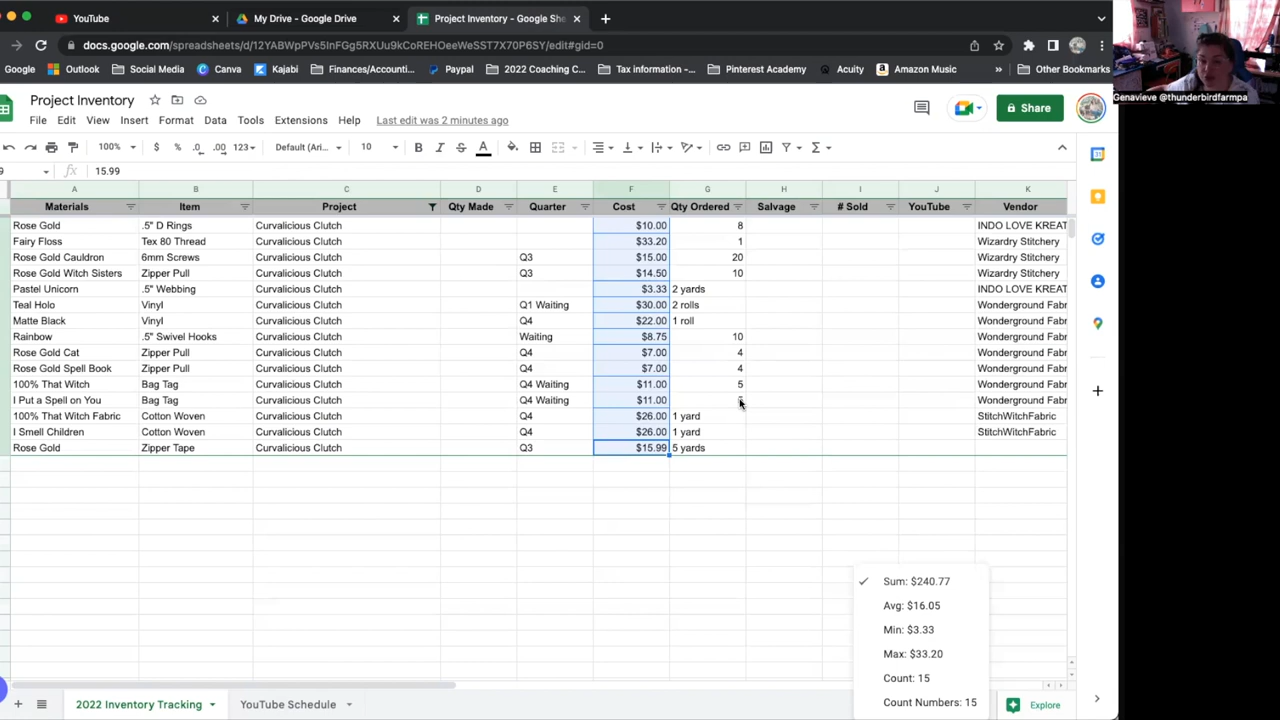 YouTube
My Drive - Google Drive
Project Inventory - Google She
docs.google.com/spreadsheets/d/12YABWpPVs5InFGg5RXUu9kCoREHOeeWeSST7X70P6SY/edit#gid=0
Google Outlook Social Media Canva Kajabi Finances/Accounti... Paypal 2022 Coaching C... Tax information -... Pinterest Academy Acuity Amazon Music » Other Bookmarks
Genavieve @thunderbirdfarmpa
Project Inventory
File Edit View Insert Format Data Tools Extensions Help Last edit was 2 minutes ago
Share
100% $ % .0 .00 123 Default (Ari... 10 B I S A
9 fx 15.99
A B C D E F G H I J K
Materials Item Project Qty Made Quarter Cost Qty Ordered Salvage # Sold YouTube Vendor
Rose Gold .5" D Rings Curvalicious Clutch $10.00 8 INDO LOVE KREAT
Fairy Floss Tex 80 Thread Curvalicious Clutch $33.20 1 Wizardry Stitchery
Rose Gold Cauldron 6mm Screws Curvalicious Clutch Q3 $15.00 20 Wizardry Stitchery
Rose Gold Witch Sisters Zipper Pull Curvalicious Clutch Q3 $14.50 10 Wizardry Stitchery
Pastel Unicorn .5" Webbing Curvalicious Clutch $3.33 2 yards INDO LOVE KREAT
Teal Holo Vinyl Curvalicious Clutch Q1 Waiting $30.00 2 rolls Wonderground Fabr
Matte Black Vinyl Curvalicious Clutch Q4 $22.00 1 roll Wonderground Fabr
Rainbow .5" Swivel Hooks Curvalicious Clutch Waiting $8.75 10 Wonderground Fabr
Rose Gold Cat Zipper Pull Curvalicious Clutch Q4 $7.00 4 Wonderground Fabr
Rose Gold Spell Book Zipper Pull Curvalicious Clutch Q4 $7.00 4 Wonderground Fabr
100% That Witch Bag Tag Curvalicious Clutch Q4 Waiting $11.00 5 Wonderground Fabr
I Put a Spell on You Bag Tag Curvalicious Clutch Q4 Waiting $11.00 Wonderground Fabr
100% That Witch Fabric Cotton Woven Curvalicious Clutch Q4 $26.00 1 yard StitchWitchFabric
I Smell Children Cotton Woven Curvalicious Clutch Q4 $26.00 1 yard StitchWitchFabric
Rose Gold Zipper Tape Curvalicious Clutch Q3 $15.99 5 yards
Sum: $240.77
Avg: $16.05
Min: $3.33
Max: $33.20
Count: 15
Count Numbers: 15
2022 Inventory Tracking YouTube Schedule Explore